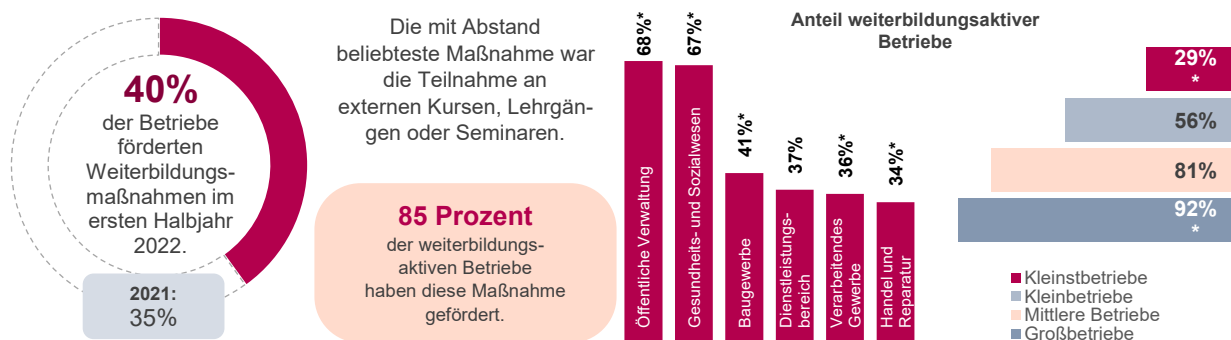 40%
der Betriebe
förderten
Weiterbildungs-
maßnahmen im
ersten Halbjahr
2022.
2021:
35%
Die mit Abstand
beliebteste Maßnahme war
die Teilnahme an
externen Kursen, Lehrgän-
gen oder Seminaren.
85 Prozent
der weiterbildungs-
aktiven Betriebe
haben diese Maßnahme
gefördert.
68%*
Öffentliche Verwaltung
67%*
Gesundheits- und Sozialwesen
41%*
Baugewerbe
37%
Dienstleistungs-
bereich
36%*
Verarbeitendes
Gewerbe
34%*
Handel und
Reparatur
Anteil weiterbildungsaktiver
Betriebe
29%
*
56%
81%
92%
*
Kleinstbetriebe
Kleinbetriebe
Mittlere Betriebe
Großbetriebe